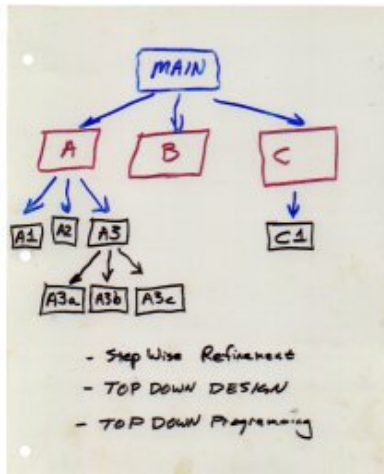 MAIN
A B C
A1 A2 A3 C1
A3a A3b A3c
- Step Wise Refinement
- TOP DOWN DESIGN
- TOP DOWN Programming